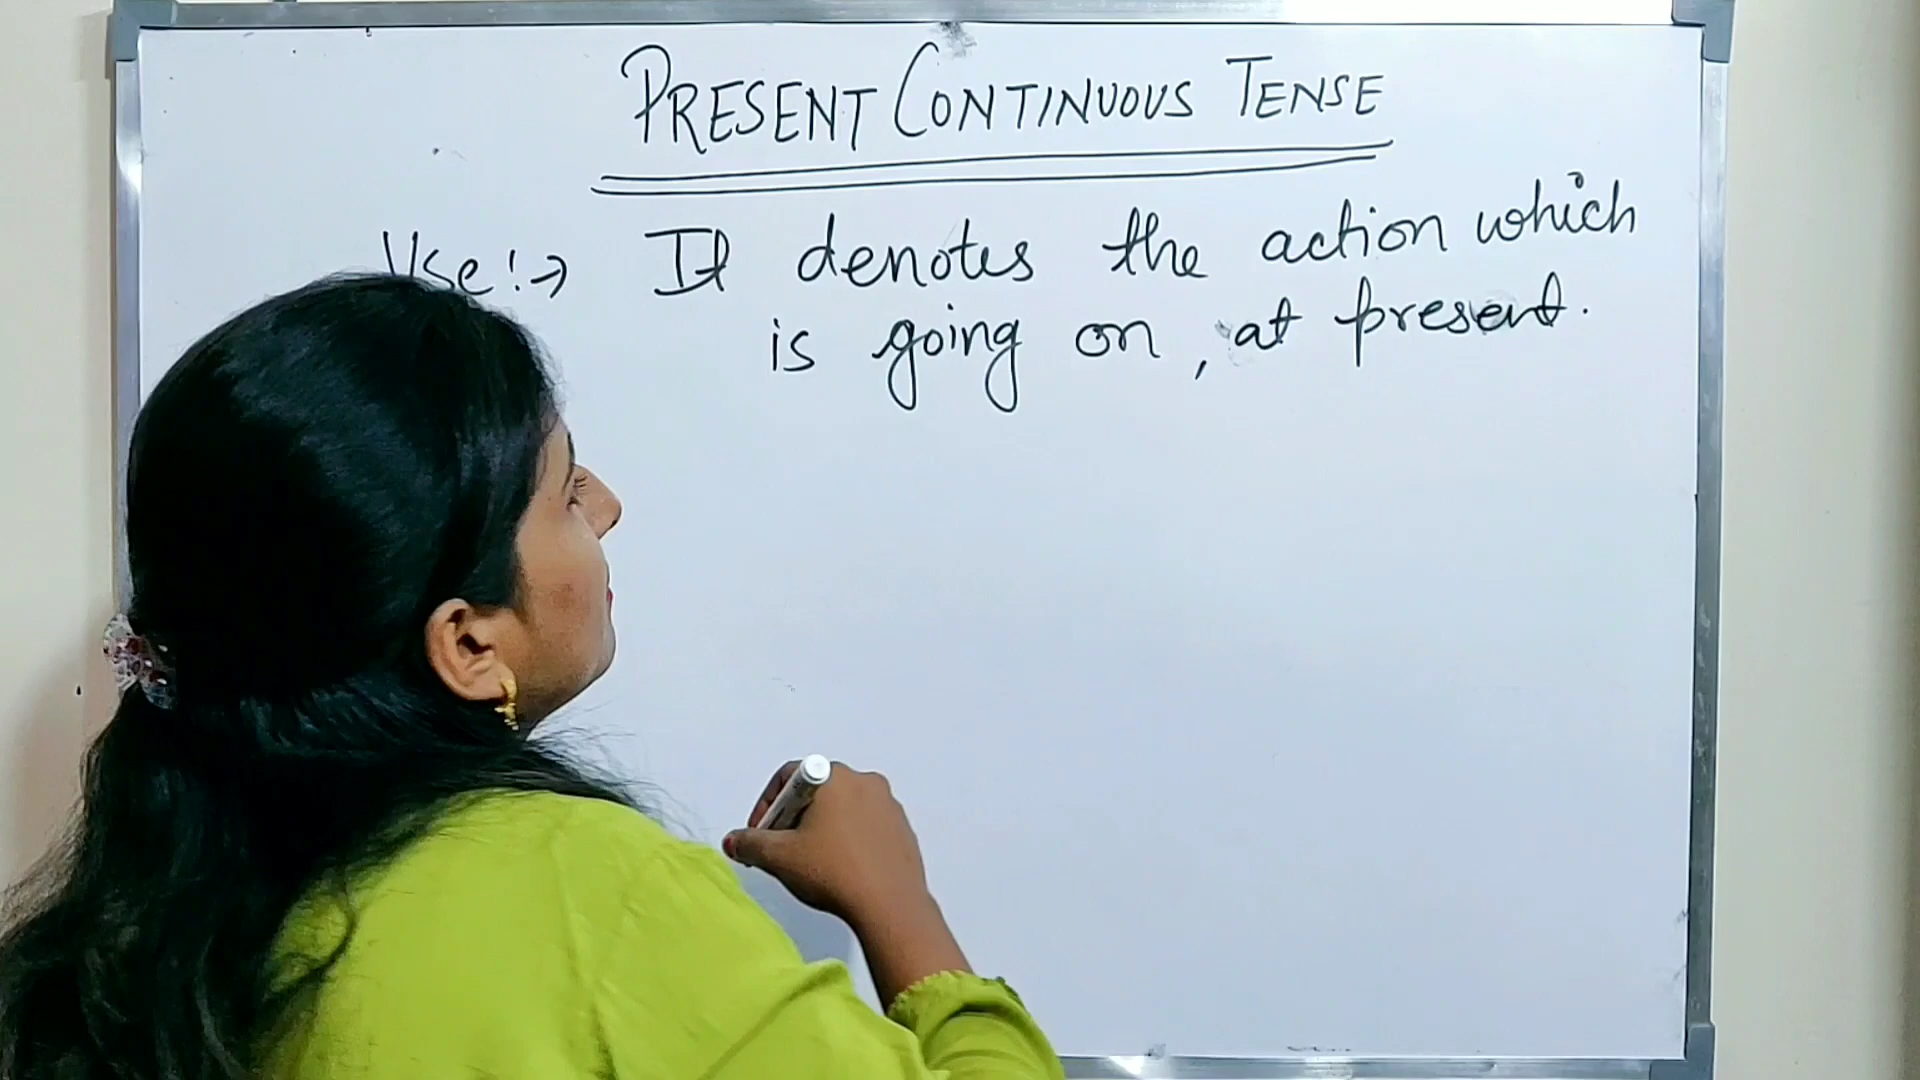 PRESENT CONTINUOUS TENSE
Use :→ It denotes the action which
is going on, at present.